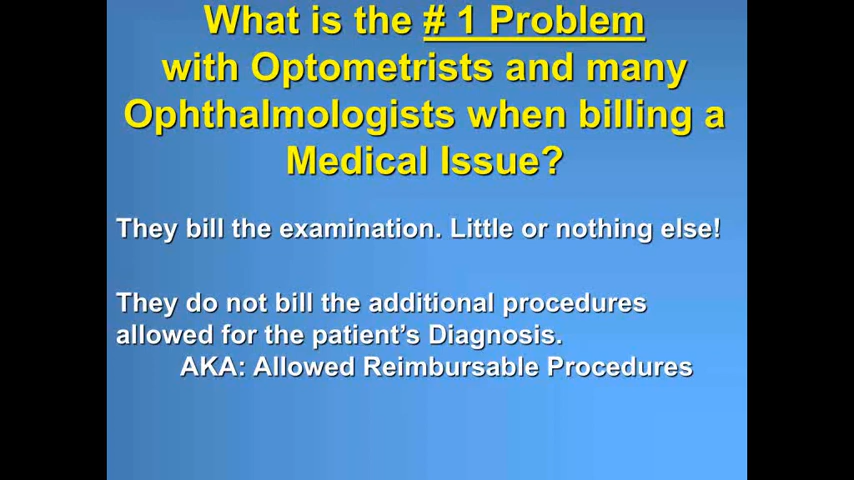 What is the # 1 Problem
with Optometrists and many
Ophthalmologists when billing a
Medical Issue?
They bill the examination. Little or nothing else!
They do not bill the additional procedures
allowed for the patient’s Diagnosis.
AKA: Allowed Reimbursable Procedures